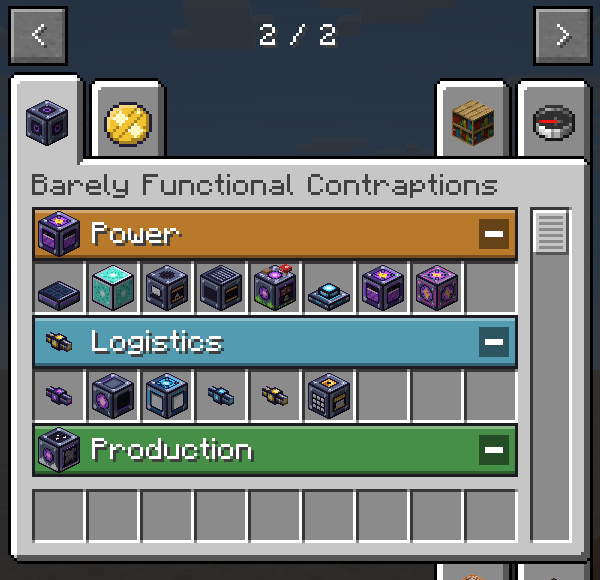 2 / 2
Barely Functional Contraptions
Power
Logistics
Production